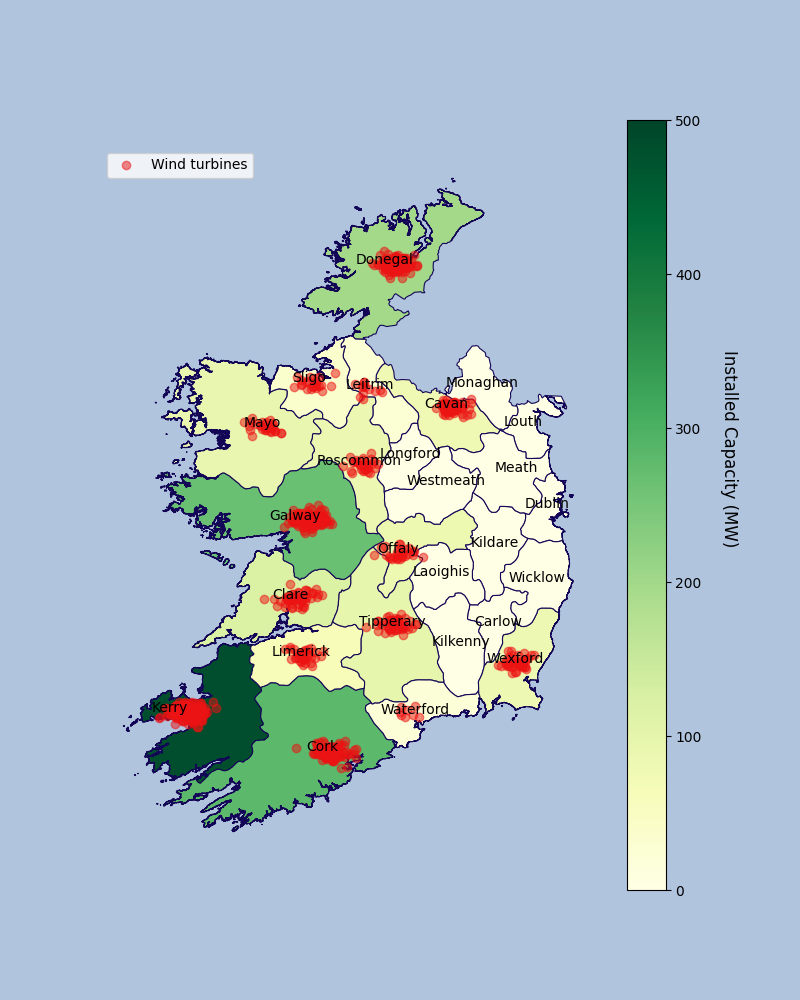 Wind turbines
Donegal
Sligo
Leitrim
Monaghan
Cavan
Louth
Mayo
Roscommon
Longford
Meath
Westmeath
Dublin
Galway
Offaly
Kildare
Laoighis
Wicklow
Clare
Tipperary
Carlow
Kilkenny
Limerick
Wexford
Kerry
Waterford
Cork
500
400
300
200
100
0
Installed Capacity (MW)